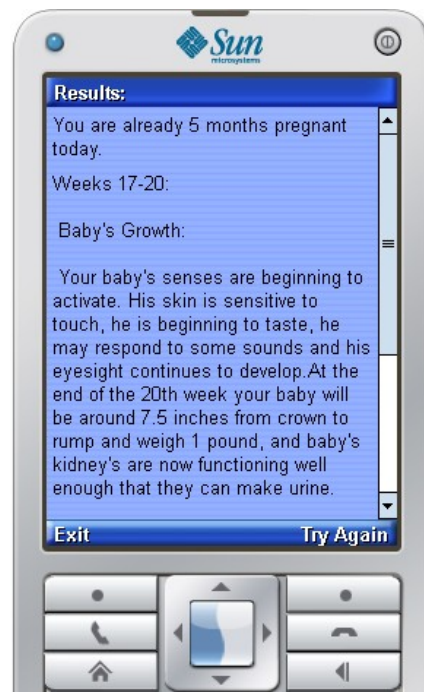 Sun
microsystems
Results:
You are already 5 months pregnant
today.
Weeks 17-20:
Baby's Growth:
Your baby's senses are beginning to
activate. His skin is sensitive to
touch, he is beginning to taste, he
may respond to some sounds and his
eyesight continues to develop.At the
end of the 20th week your baby will
be around 7.5 inches from crown to
rump and weigh 1 pound, and baby's
kidney's are now functioning well
enough that they can make urine.
Exit Try Again